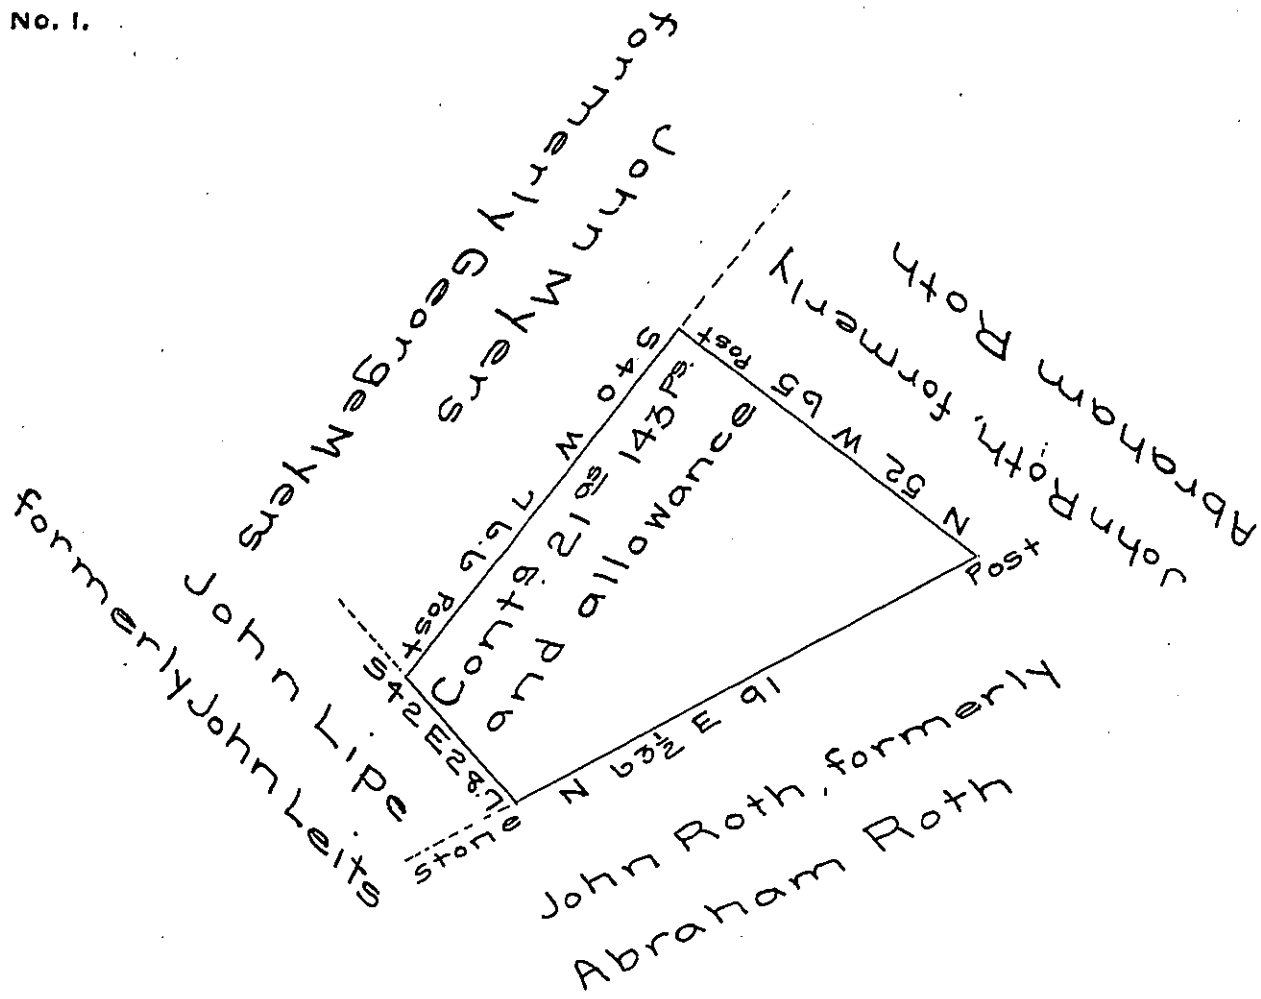 No. 1.
formerly George Myers
John Myers
S 40 W 76.6
Post
Post
N 52 W 65
Post
John Roth, formerly
Abraham Roth
Contg. 21 as 143 Ps.
and allowance
S 42 E 28.7
John Lipe
formerly John Leits
Stone
N 63½ E 91
John Roth, formerly
Abraham Roth